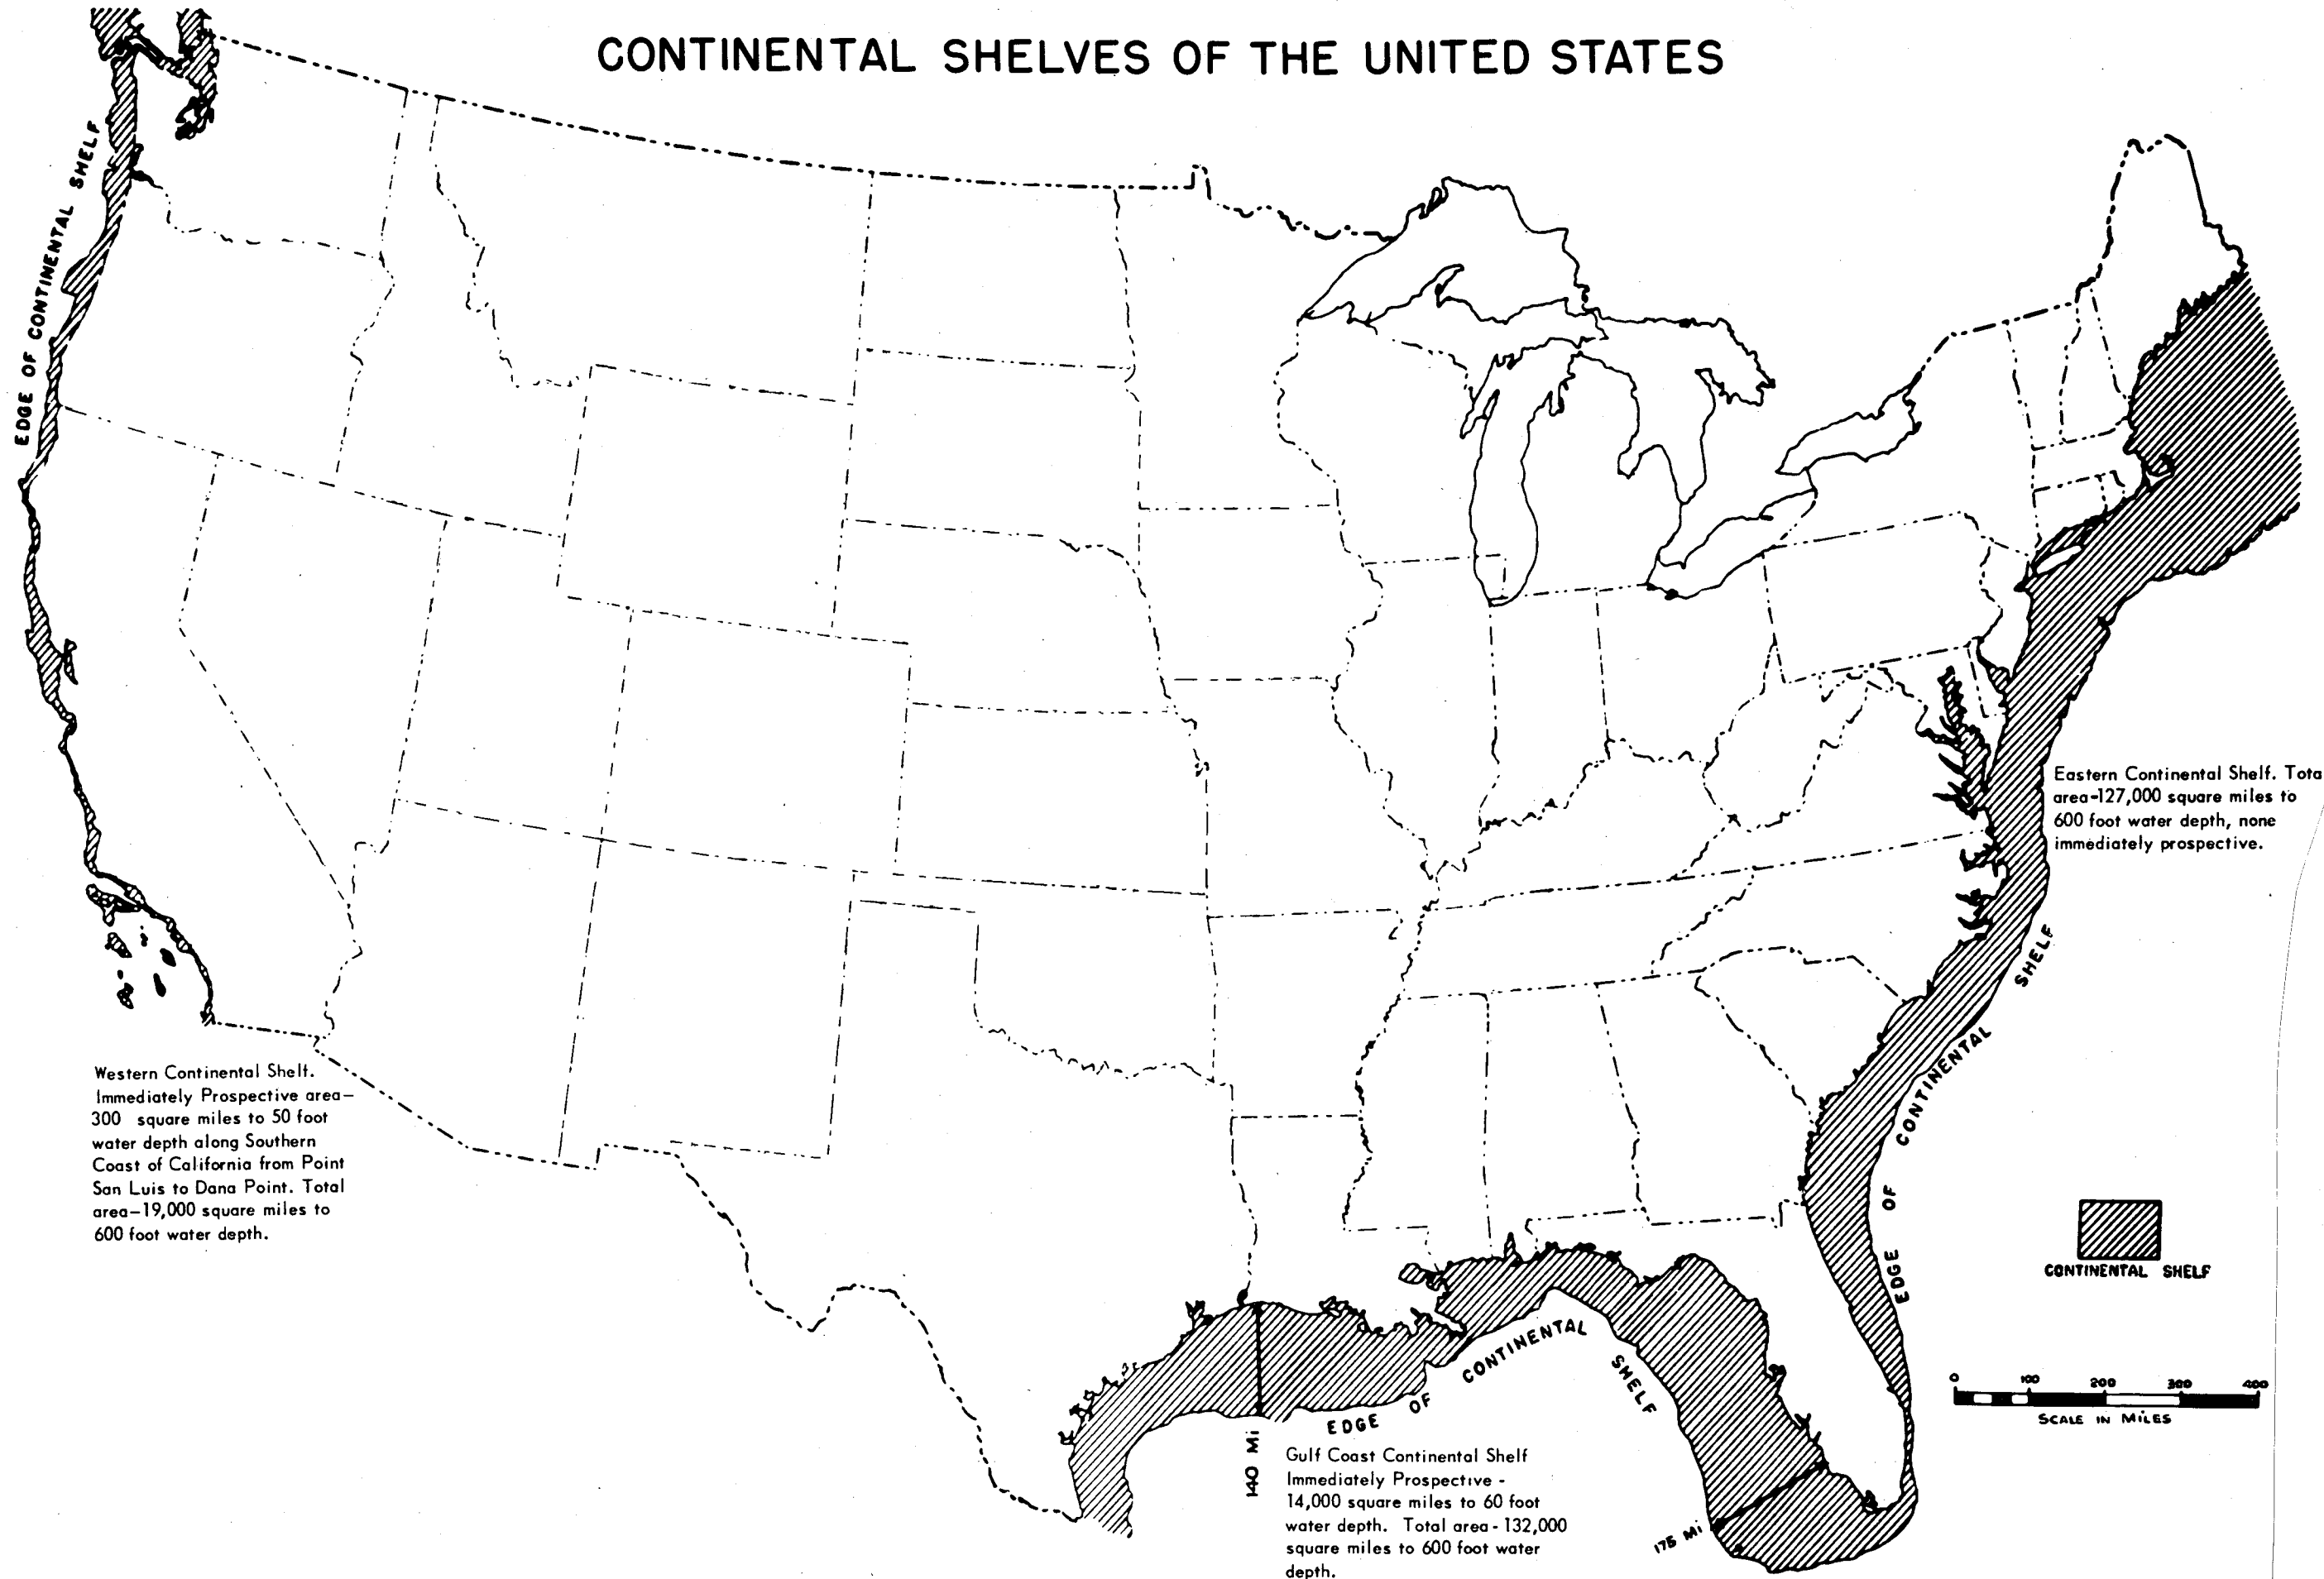 CONTINENTAL SHELVES OF THE UNITED STATES
EDGE OF CONTINENTAL SHELF
Western Continental Shelf.
Immediately Prospective area—
300 square miles to 50 foot
water depth along Southern
Coast of California from Point
San Luis to Dana Point. Total
area—19,000 square miles to
600 foot water depth.
Eastern Continental Shelf. Tota
area-127,000 square miles to
600 foot water depth, none
immediately prospective.
EDGE OF CONTINENTAL SHELF
CONTINENTAL SHELF
0 100 200 300 400
SCALE IN MILES
EDGE OF CONTINENTAL SHELF
140 Mi
Gulf Coast Continental Shelf
Immediately Prospective -
14,000 square miles to 60 foot
water depth. Total area - 132,000
square miles to 600 foot water
depth.
175 Mi